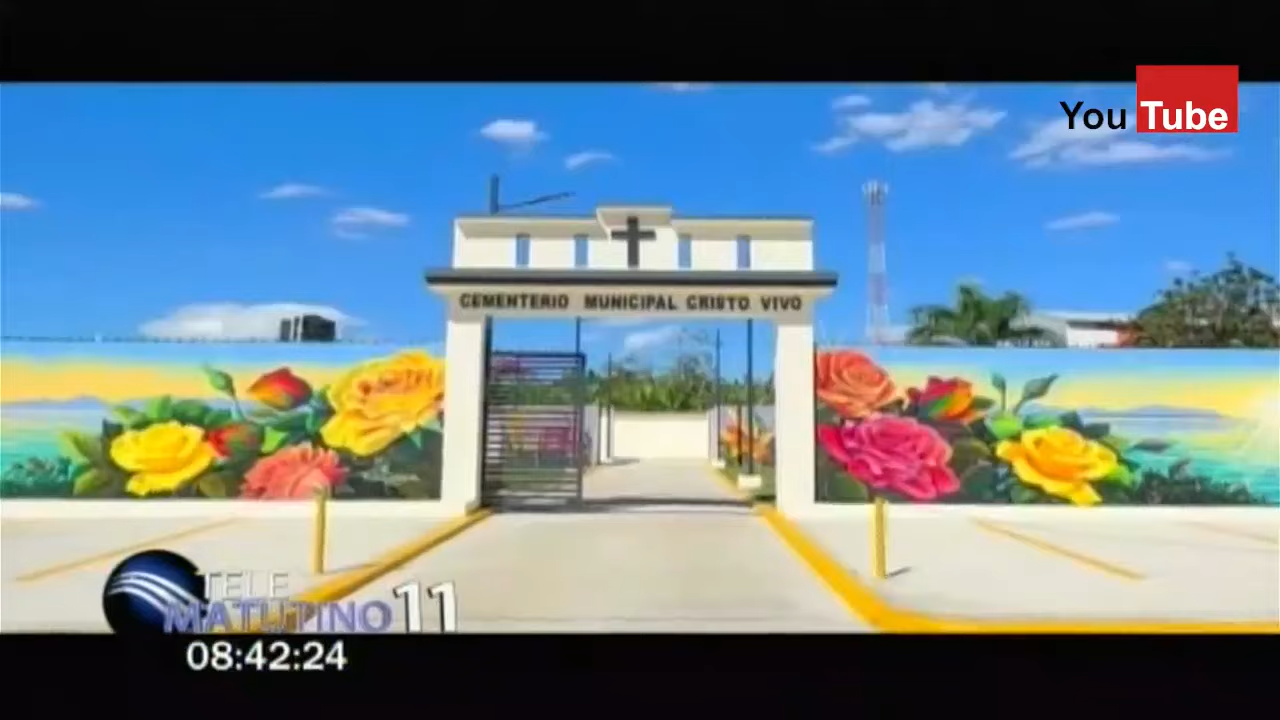 You Tube
CEMENTERIO MUNICIPAL CRISTO VIVO
TELE
MATUTINO 11
08:42:24